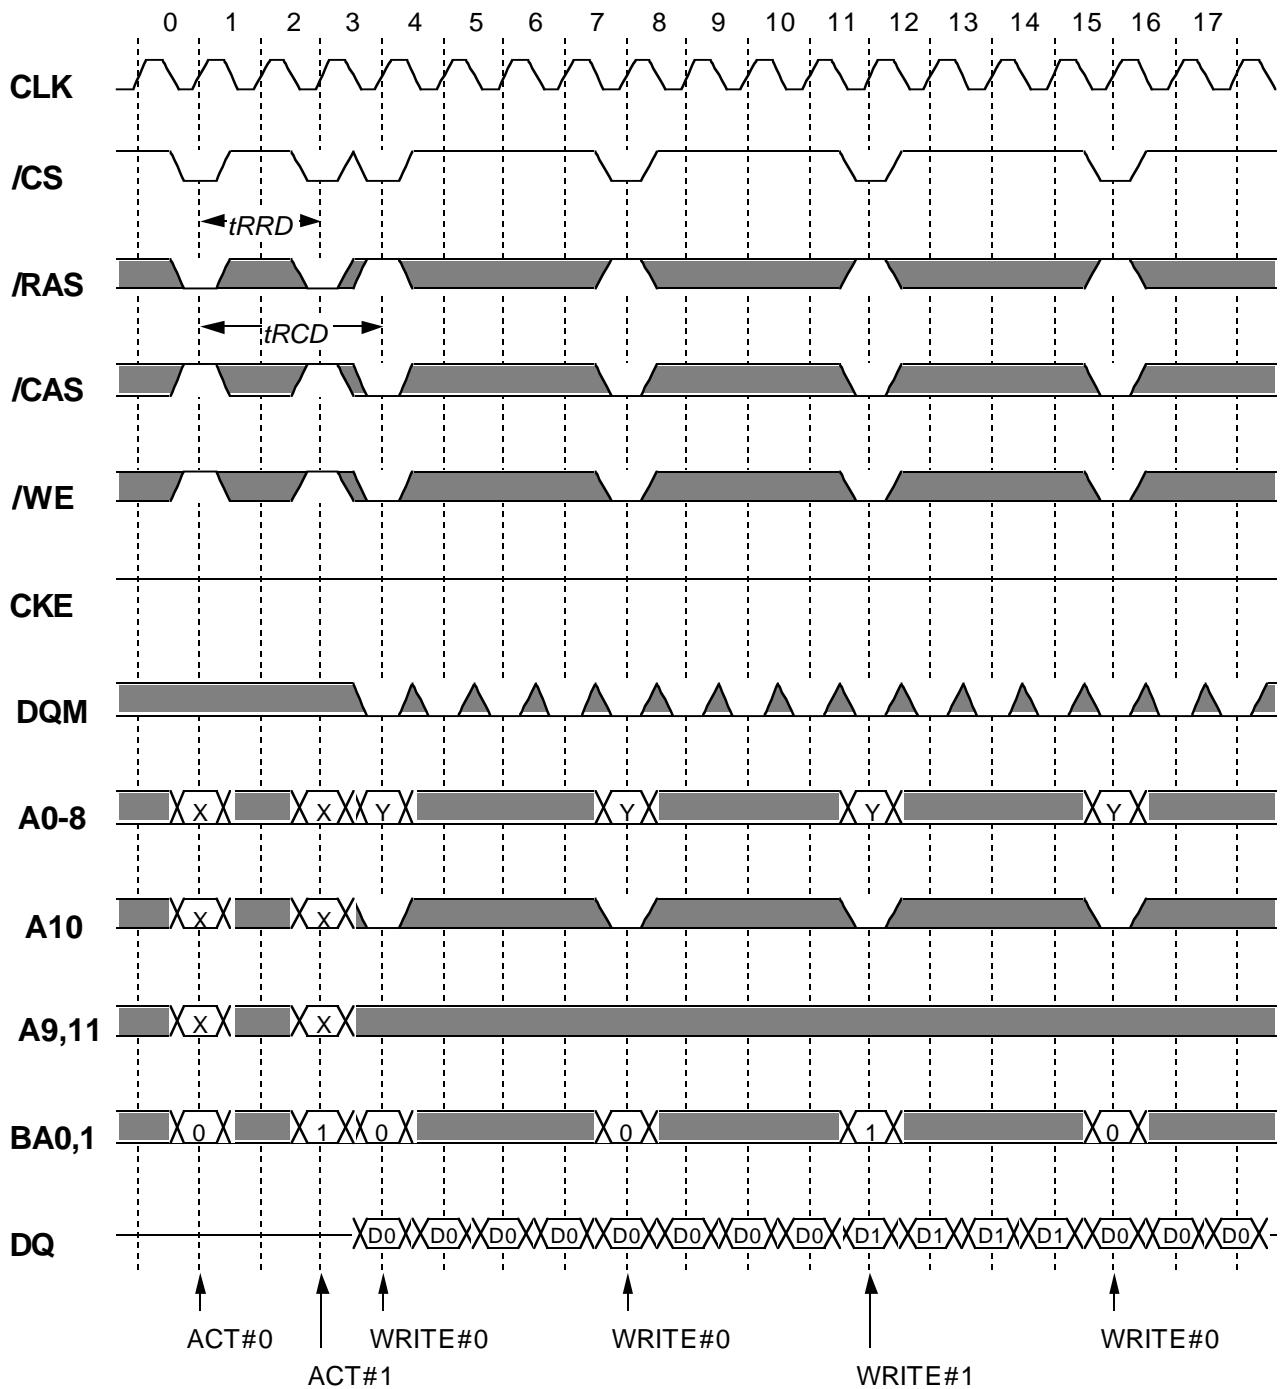 0 1 2 3 4 5 6 7 8 9 10 11 12 13 14 15 16 17
CLK
/CS
tRRD
/RAS
tRCD
/CAS
/WE
CKE
DQM
A0-8 X X Y Y Y Y
A10 X X
A9,11 X X
BA0,1 0 1 0 0 1 0
DQ D0 D0 D0 D0 D0 D0 D0 D0 D1 D1 D1 D1 D0 D0 D0
ACT#0 WRITE#0 WRITE#0 WRITE#0
ACT#1 WRITE#1